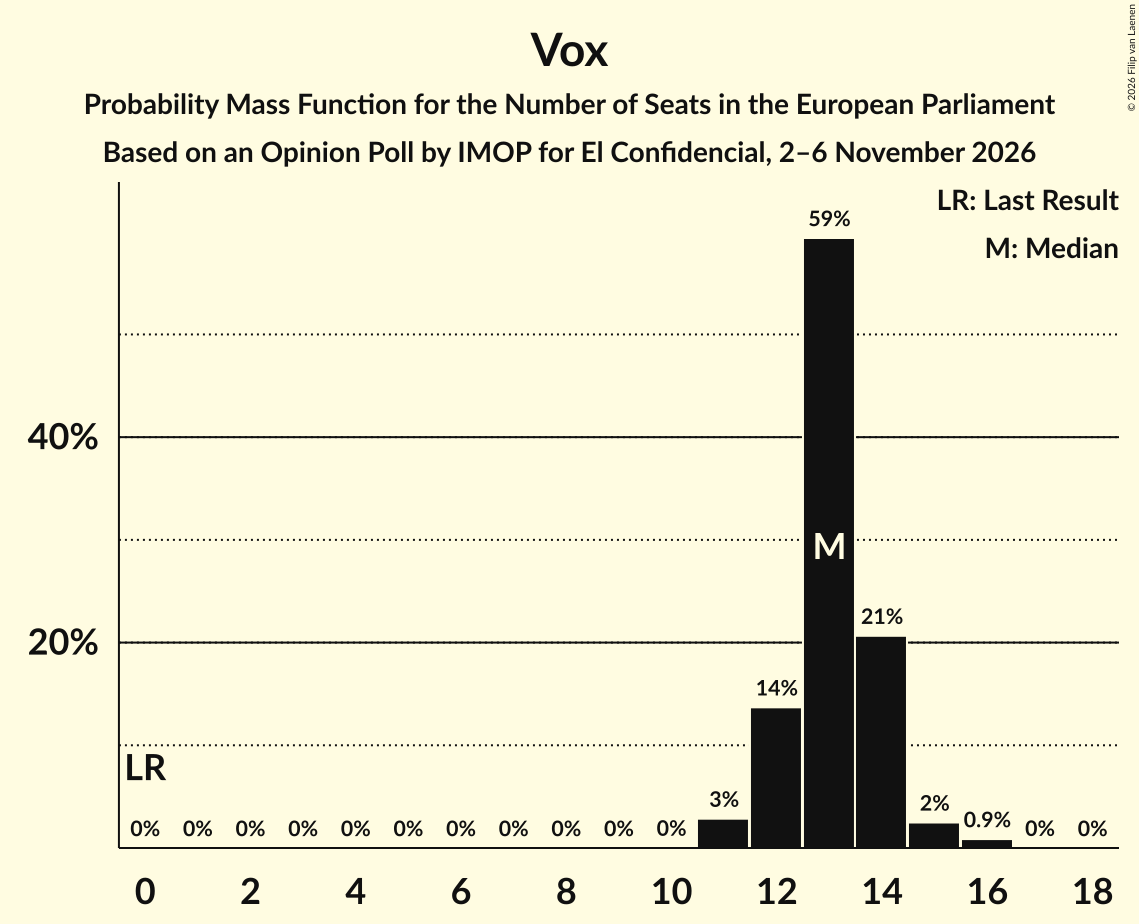 Vox
Probability Mass Function for the Number of Seats in the European Parliament
Based on an Opinion Poll by IMOP for El Confidencial, 2–6 November 2026
© 2026 Filip van Laenen
LR: Last Result
M: Median
59%
40%
M
21%
20%
14%
LR
3%
2%
0.9%
0% 0% 0% 0% 0% 0% 0% 0% 0% 0% 0% 0% 0%
0 2 4 6 8 10 12 14 16 18